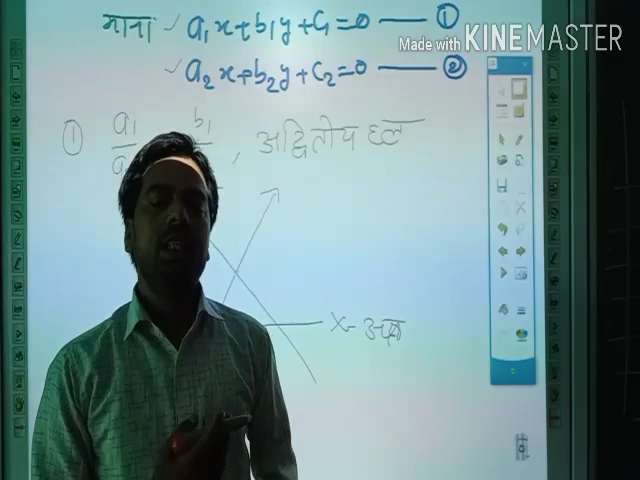 माना a₁x+b₁y+c₁=0 — ①
Made with KINEMASTER
a₂x+b₂y+c₂=0 — ②
① a₁ b₁
a , अद्वितीय हल
x-अक्ष